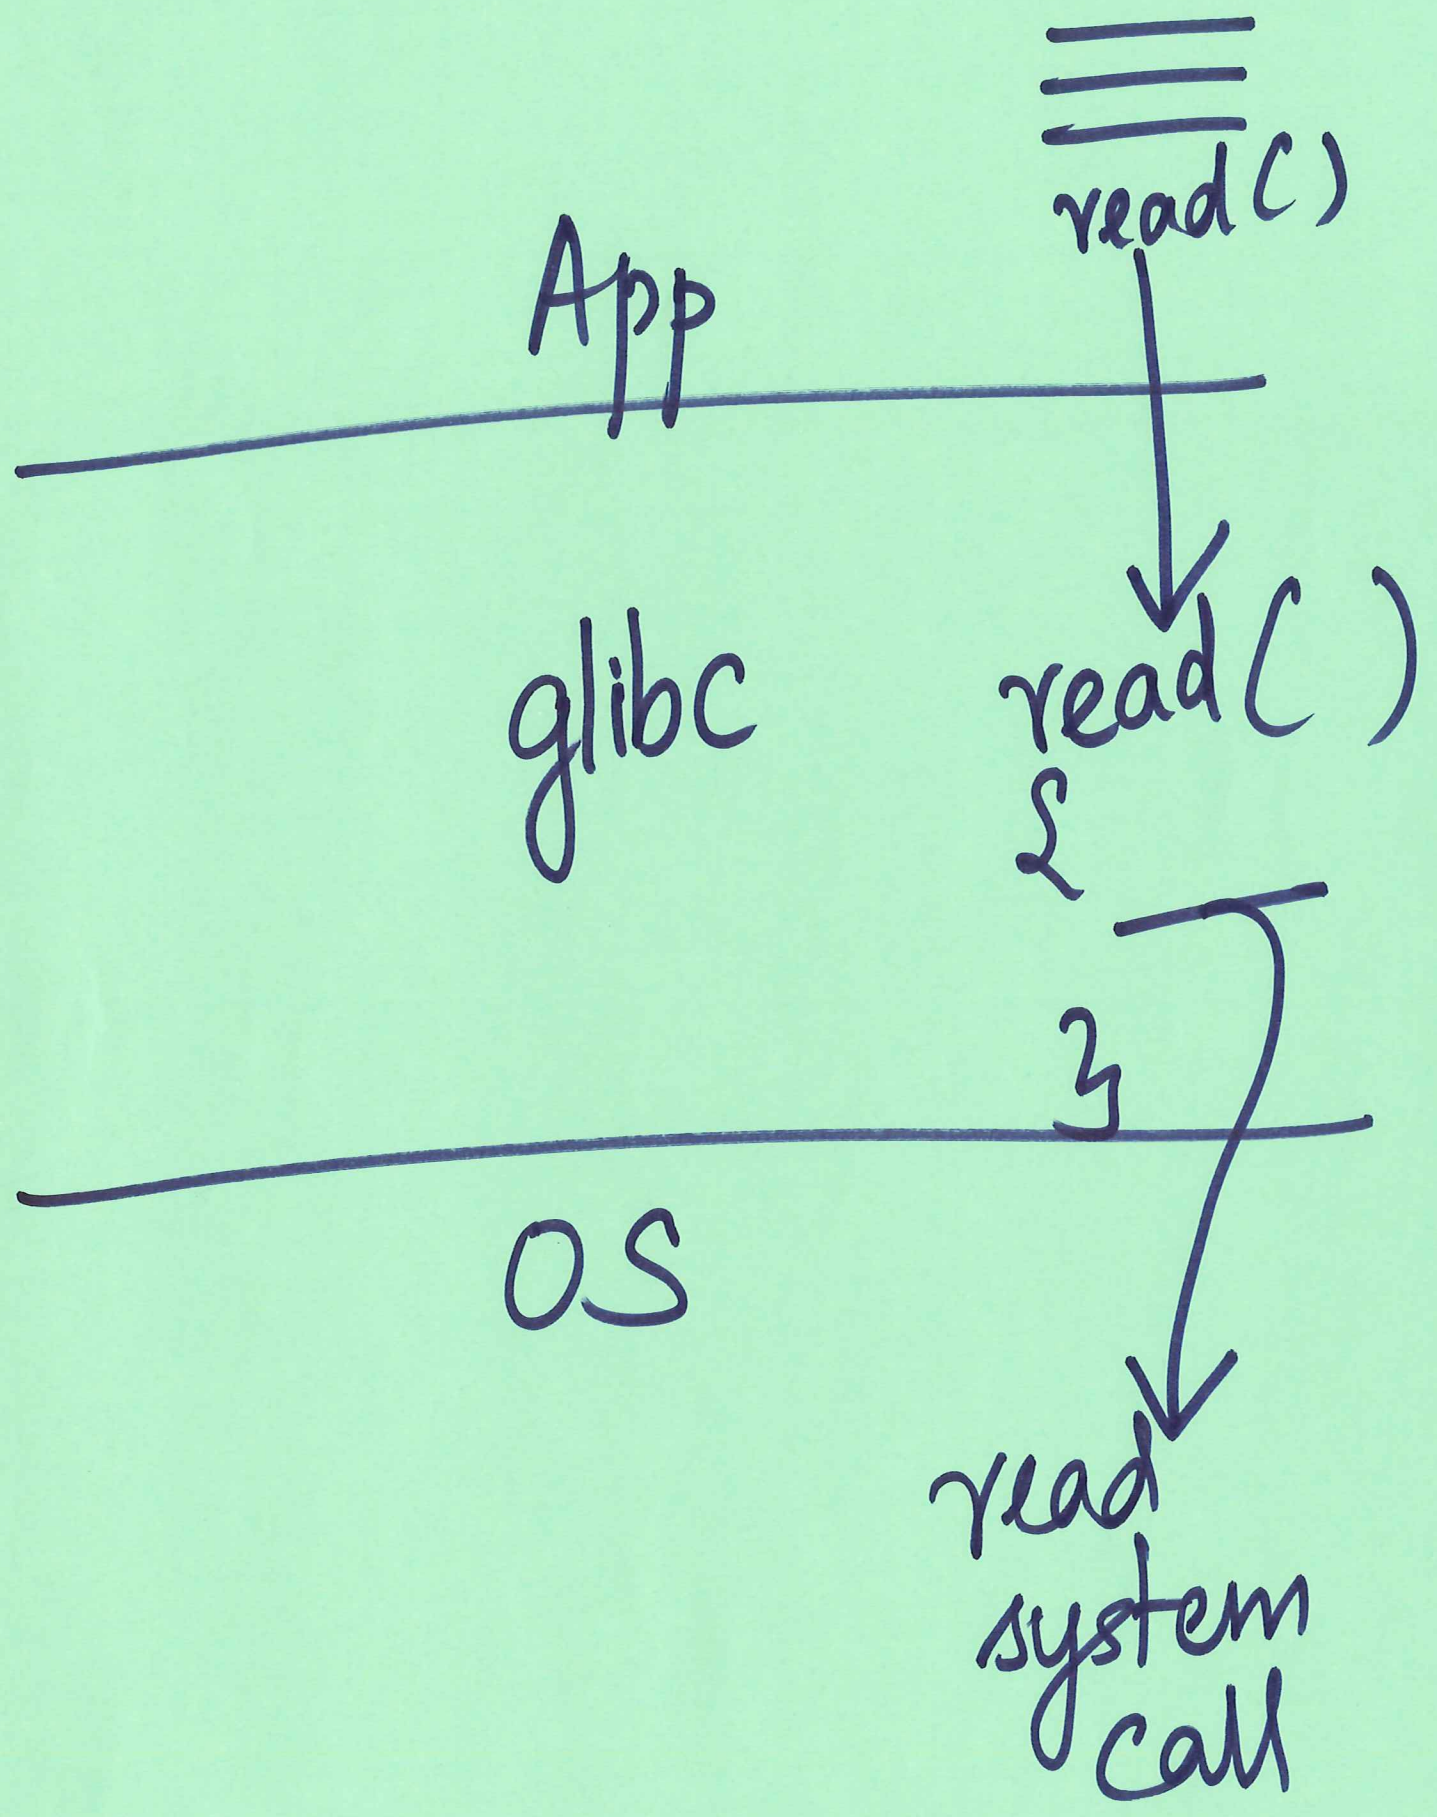 read()
App
glibc
read()
{
}
OS
read
system
call